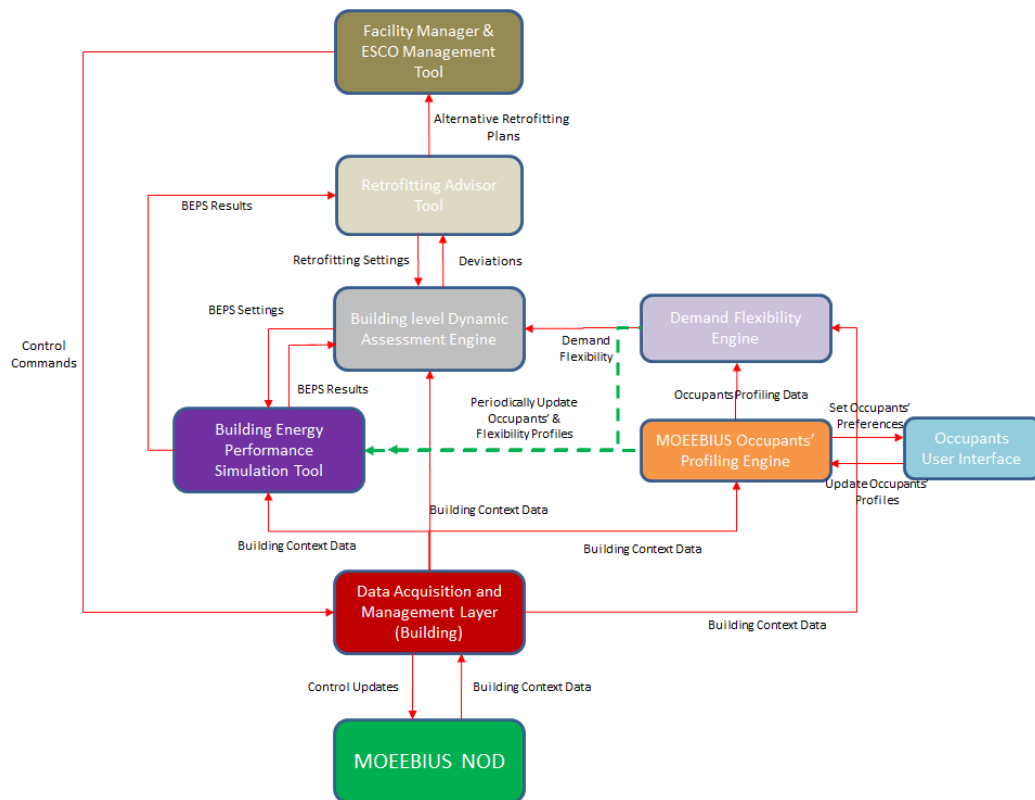 Facility Manager &
ESCO Management
Tool
Alternative Retrofitting
Plans
Retrofitting Advisor
Tool
BEPS Results
Retrofitting Settings
Deviations
BEPS Settings
Building level Dynamic
Assessment Engine
Demand Flexibility
Engine
Demand
Flexibility
Control
Commands
BEPS Results
Occupants Profiling Data
Periodically Update
Occupants' &
Flexibility Profiles
Set Occupants'
Preferences
Building Energy
Performance
Simulation Tool
MOEEBIUS Occupants'
Profiling Engine
Occupants
User Interface
Update Occupants'
Profiles
Building Context Data
Building Context Data
Building Context Data
Data Acquisition and
Management Layer
(Building)
Building Context Data
Control Updates
Building Context Data
MOEEBIUS NOD